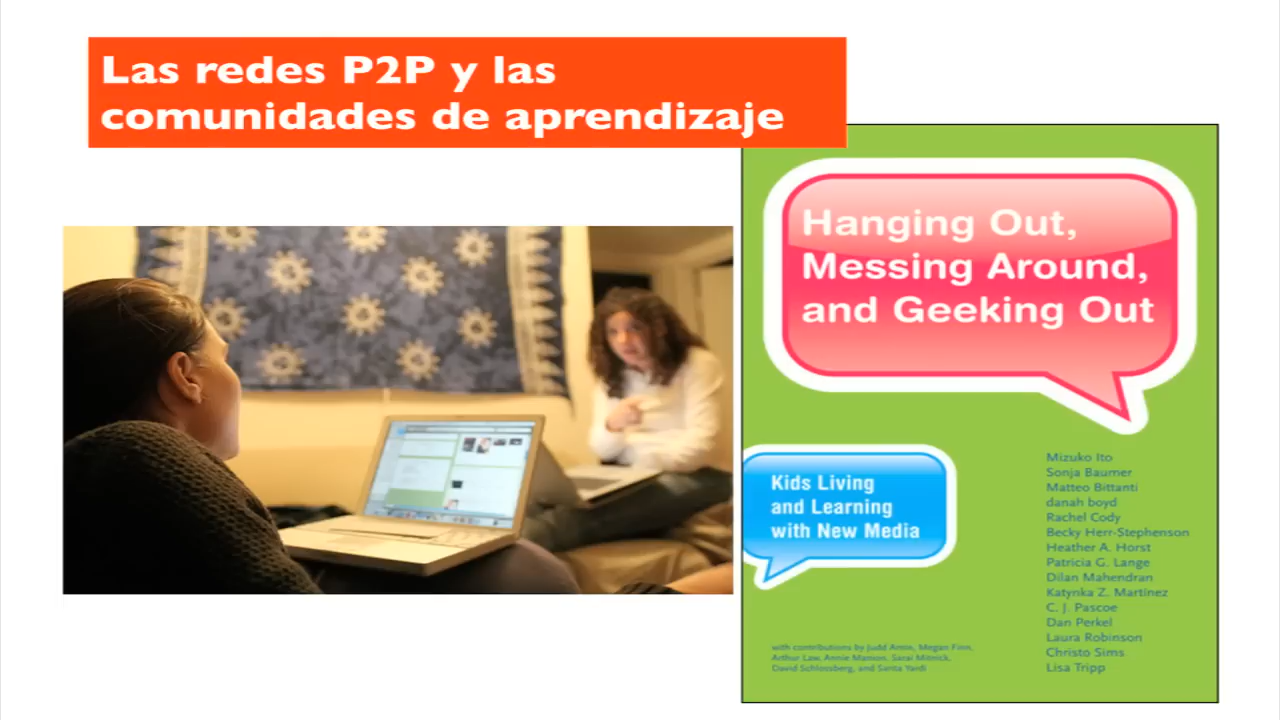 Las redes P2P y las
comunidades de aprendizaje
Hanging Out,
Messing Around,
and Geeking Out
Kids Living
and Learning
with New Media
Mizuko Ito
Sonja Baumer
Matteo Bittanti
danah boyd
Rachel Cody
Becky Herr-Stephenson
Heather A. Horst
Patricia G. Lange
Dilan Mahendran
Katynka Z. Martínez
C. J. Pascoe
Dan Perkel
Laura Robinson
Christo Sims
Lisa Tripp
with contributions by Judd Antin, Megan Finn,
Arthur Law, Annie Manion, Sarai Mitnick,
David Schlossberg, and Sarita Yardi